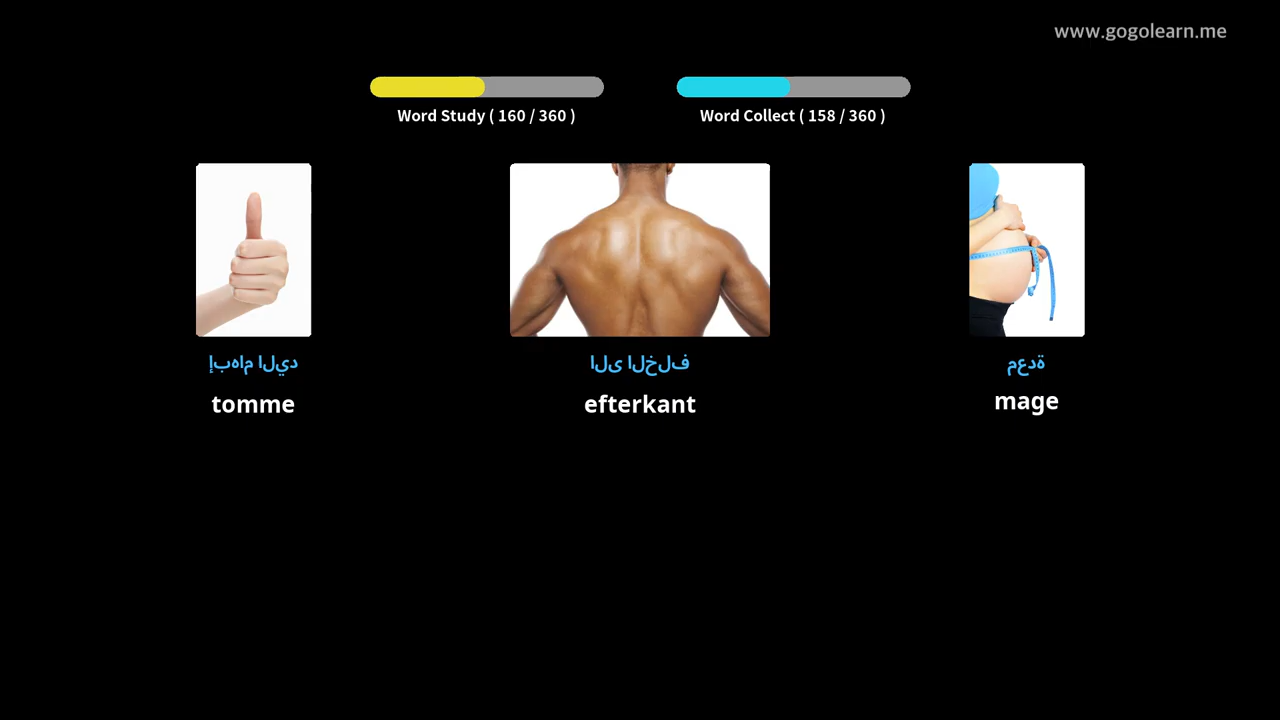 www.gogolearn.me
Word Study ( 160 / 360 )
Word Collect ( 158 / 360 )
إبهام اليد
الى الخلف
معدة
tomme
efterkant
mage